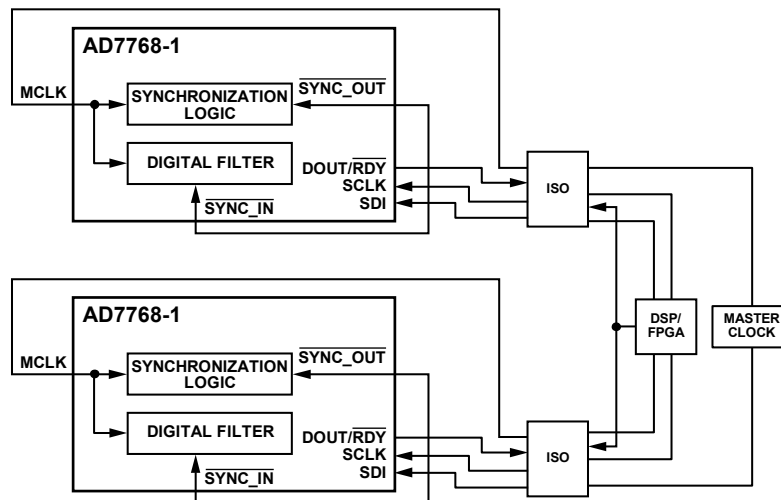 AD7768-1
SYNC_OUT
MCLK
SYNCHRONIZATION
LOGIC
DIGITAL FILTER
DOUT/RDY
SCLK
SDI
SYNC_IN
ISO
AD7768-1
SYNC_OUT
MCLK
SYNCHRONIZATION
LOGIC
DIGITAL FILTER
DOUT/RDY
SCLK
SDI
SYNC_IN
ISO
DSP/
FPGA
MASTER
CLOCK